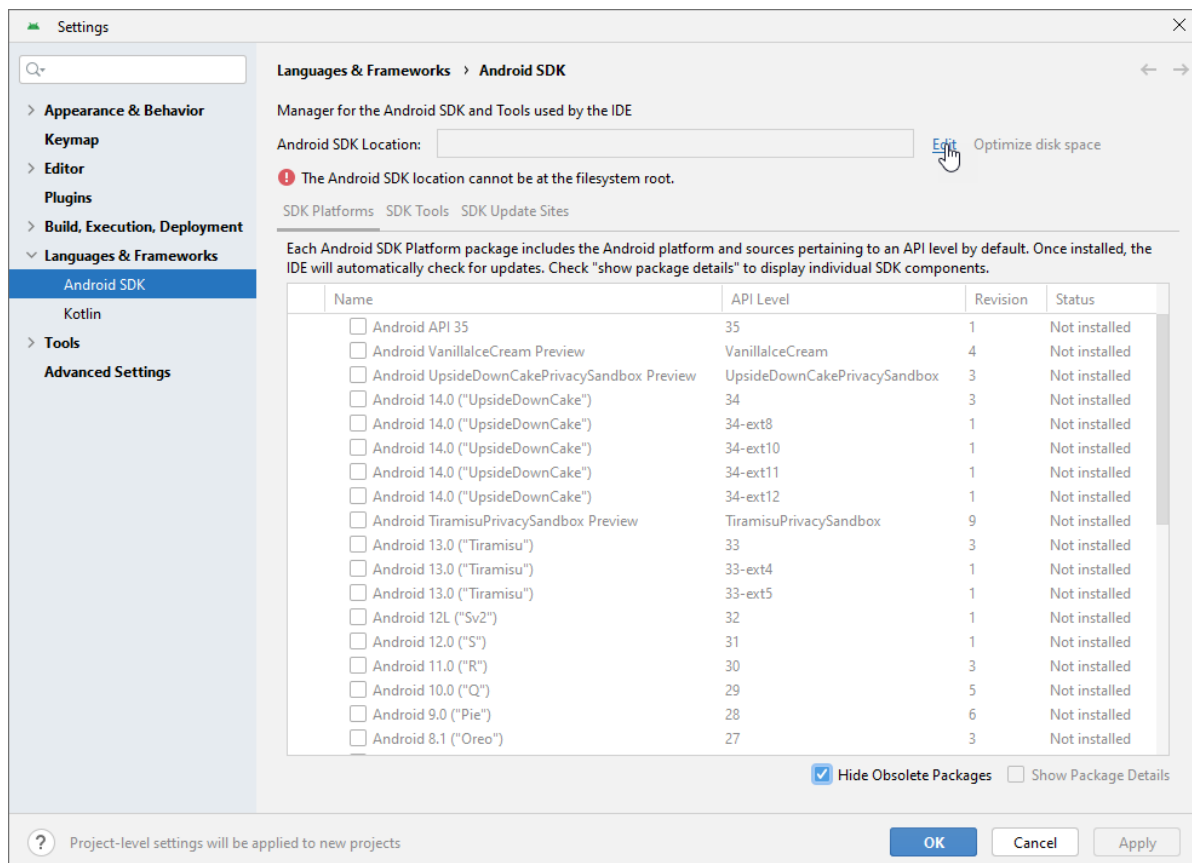 Settings
Languages & Frameworks › Android SDK
Appearance & Behavior
Keymap
Editor
Plugins
Build, Execution, Deployment
Languages & Frameworks
Android SDK
Kotlin
Tools
Advanced Settings
Manager for the Android SDK and Tools used by the IDE
Android SDK Location: Edit Optimize disk space
The Android SDK location cannot be at the filesystem root.
SDK Platforms SDK Tools SDK Update Sites
Each Android SDK Platform package includes the Android platform and sources pertaining to an API level by default. Once installed, the
IDE will automatically check for updates. Check "show package details" to display individual SDK components.
Name API Level Revision Status
Android API 35 35 1 Not installed
Android VanillaIceCream Preview VanillaIceCream 4 Not installed
Android UpsideDownCakePrivacySandbox Preview UpsideDownCakePrivacySandbox 3 Not installed
Android 14.0 ("UpsideDownCake") 34 3 Not installed
Android 14.0 ("UpsideDownCake") 34-ext8 1 Not installed
Android 14.0 ("UpsideDownCake") 34-ext10 1 Not installed
Android 14.0 ("UpsideDownCake") 34-ext11 1 Not installed
Android 14.0 ("UpsideDownCake") 34-ext12 1 Not installed
Android TiramisuPrivacySandbox Preview TiramisuPrivacySandbox 9 Not installed
Android 13.0 ("Tiramisu") 33 3 Not installed
Android 13.0 ("Tiramisu") 33-ext4 1 Not installed
Android 13.0 ("Tiramisu") 33-ext5 1 Not installed
Android 12L ("Sv2") 32 1 Not installed
Android 12.0 ("S") 31 1 Not installed
Android 11.0 ("R") 30 3 Not installed
Android 10.0 ("Q") 29 5 Not installed
Android 9.0 ("Pie") 28 6 Not installed
Android 8.1 ("Oreo") 27 3 Not installed
Hide Obsolete Packages Show Package Details
? Project-level settings will be applied to new projects
OK Cancel Apply